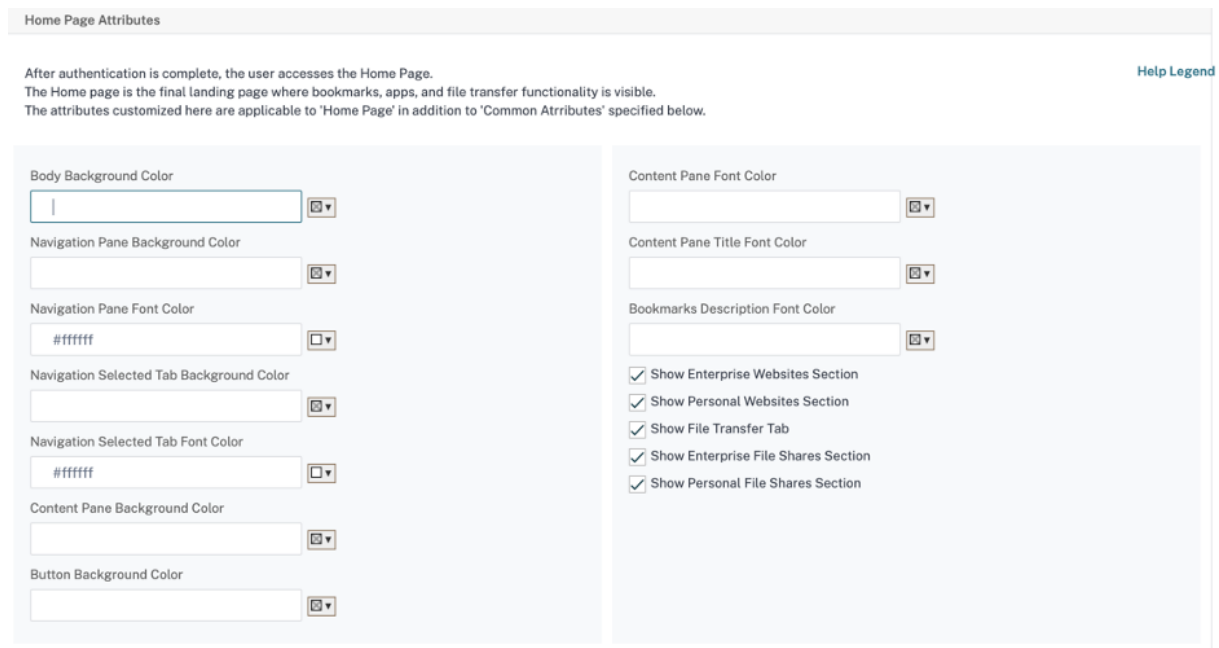 Home Page Attributes
After authentication is complete, the user accesses the Home Page.
Help Legend
The Home page is the final landing page where bookmarks, apps, and file transfer functionality is visible.
The attributes customized here are applicable to 'Home Page' in addition to 'Common Atrributes' specified below.
Body Background Color
Navigation Pane Background Color
Navigation Pane Font Color
#ffffff
Navigation Selected Tab Background Color
Navigation Selected Tab Font Color
#ffffff
Content Pane Background Color
Button Background Color
Content Pane Font Color
Content Pane Title Font Color
Bookmarks Description Font Color
Show Enterprise Websites Section
Show Personal Websites Section
Show File Transfer Tab
Show Enterprise File Shares Section
Show Personal File Shares Section